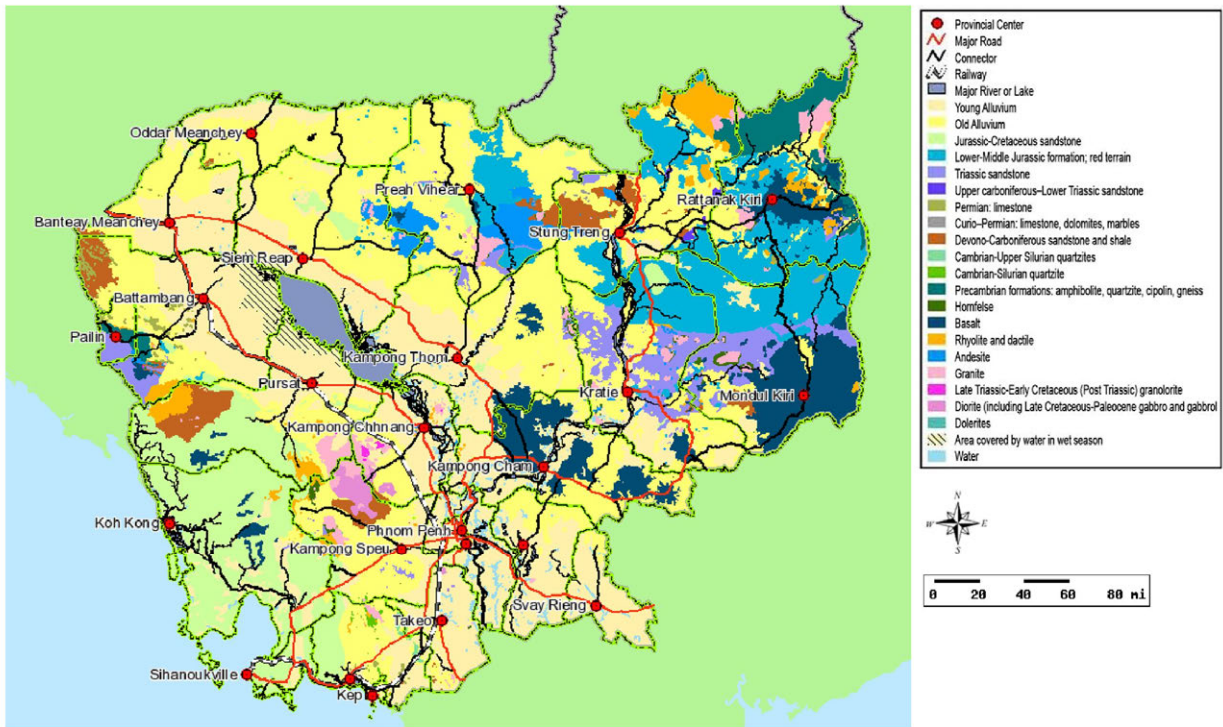 Oddar Meanchey
Preah Vihear
Rattanak Kiri
Banteay Meanchey
Stung Treng
Siem Reap
Battambang
Pailin
Kampong Thom
Pursat
Kratie
Mondul Kiri
Kampong Chhnang
Kampong Cham
Koh Kong
Phnom Penh
Kampong Speu
Svay Rieng
Takeo
Sihanoukville
Kep
Provincial Center
Major Road
Connector
Railway
Major River or Lake
Young Alluvium
Old Alluvium
Jurassic-Cretaceous sandstone
Lower-Middle Jurassic formation; red terrain
Triassic sandstone
Upper carboniferous–Lower Triassic sandstone
Permian: limestone
Curio–Permian: limestone, dolomites, marbles
Devono-Carboniferous sandstone and shale
Cambrian-Upper Silurian quartzites
Cambrian-Silurian quartzite
Precambrian formations: amphibolite, quartzite, cipolin, gneiss
Hornfelse
Basalt
Rhyolite and dactile
Andesite
Granite
Late Triassic-Early Cretaceous (Post Triassic) granolorite
Diorite (including Late Cretaceous-Paleocene gabbro and gabbrol
Dolerites
Area covered by water in wet season
Water
N
W E
S
0 20 40 60 80 mi